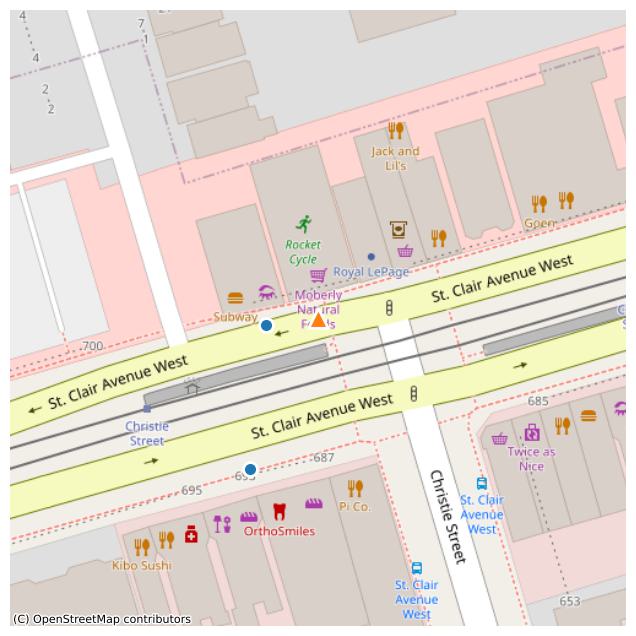 4
7
4
1
2
2
Jack and
Lil's
Rocket
Cycle
Goen
Royal LePage
St. Clair Avenue West
Moberly
Natural
Subway
700
St. Clair Avenue West
Christie
Street
St. Clair Avenue West
685
Twice as
Nice
687
695
Pi Co.
OrthoSmiles
Kibo Sushi
Christie Street
St. Clair
Avenue
West
St. Clair
Avenue
West
653
(C) OpenStreetMap contributors